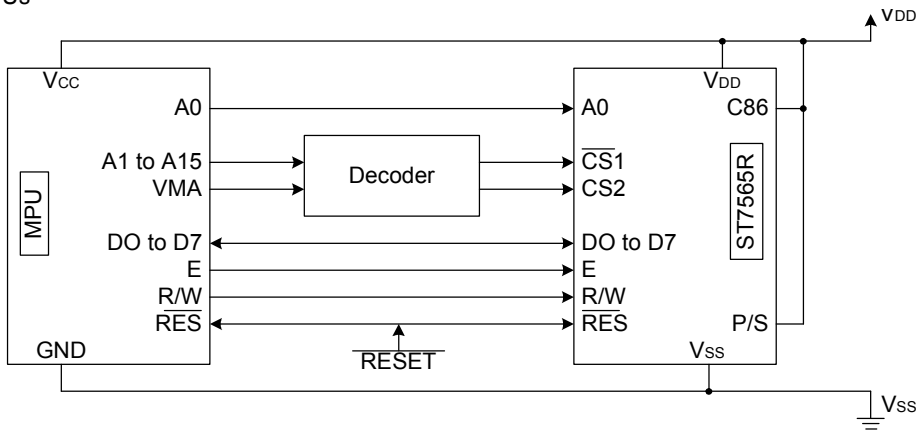 VDD
VCC
VDD
A0
A0
C86
A1 to A15
Decoder
CS1
VMA
CS2
MPU
ST7565R
DO to D7
DO to D7
E
E
R/W
R/W
RES
RES
P/S
RESET
GND
VSS
VSS